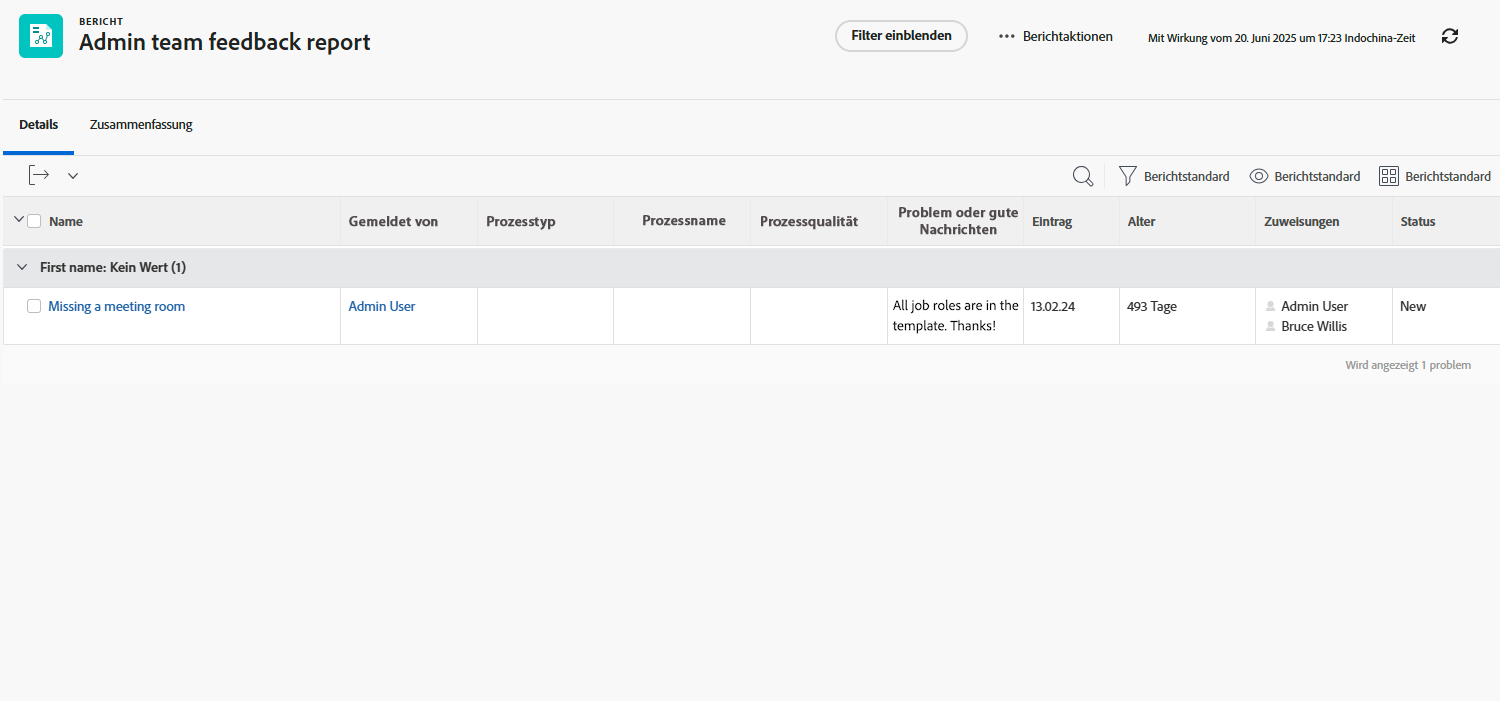 BERICHT
Admin team feedback report
Filter einblenden
Berichtaktionen
Mit Wirkung vom 20. Juni 2025 um 17:23 Indochina-Zeit
Details
Zusammenfassung
Berichtstandard
Berichtstandard
Berichtstandard
Name
Gemeldet von
Prozesstyp
Prozessname
Prozessqualität
Problem oder gute
Nachrichten
Eintrag
Alter
Zuweisungen
Status
First name: Kein Wert (1)
Missing a meeting room
Admin User
All job roles are in the
template. Thanks!
13.02.24
493 Tage
Admin User
Bruce Willis
New
Wird angezeigt 1 problem